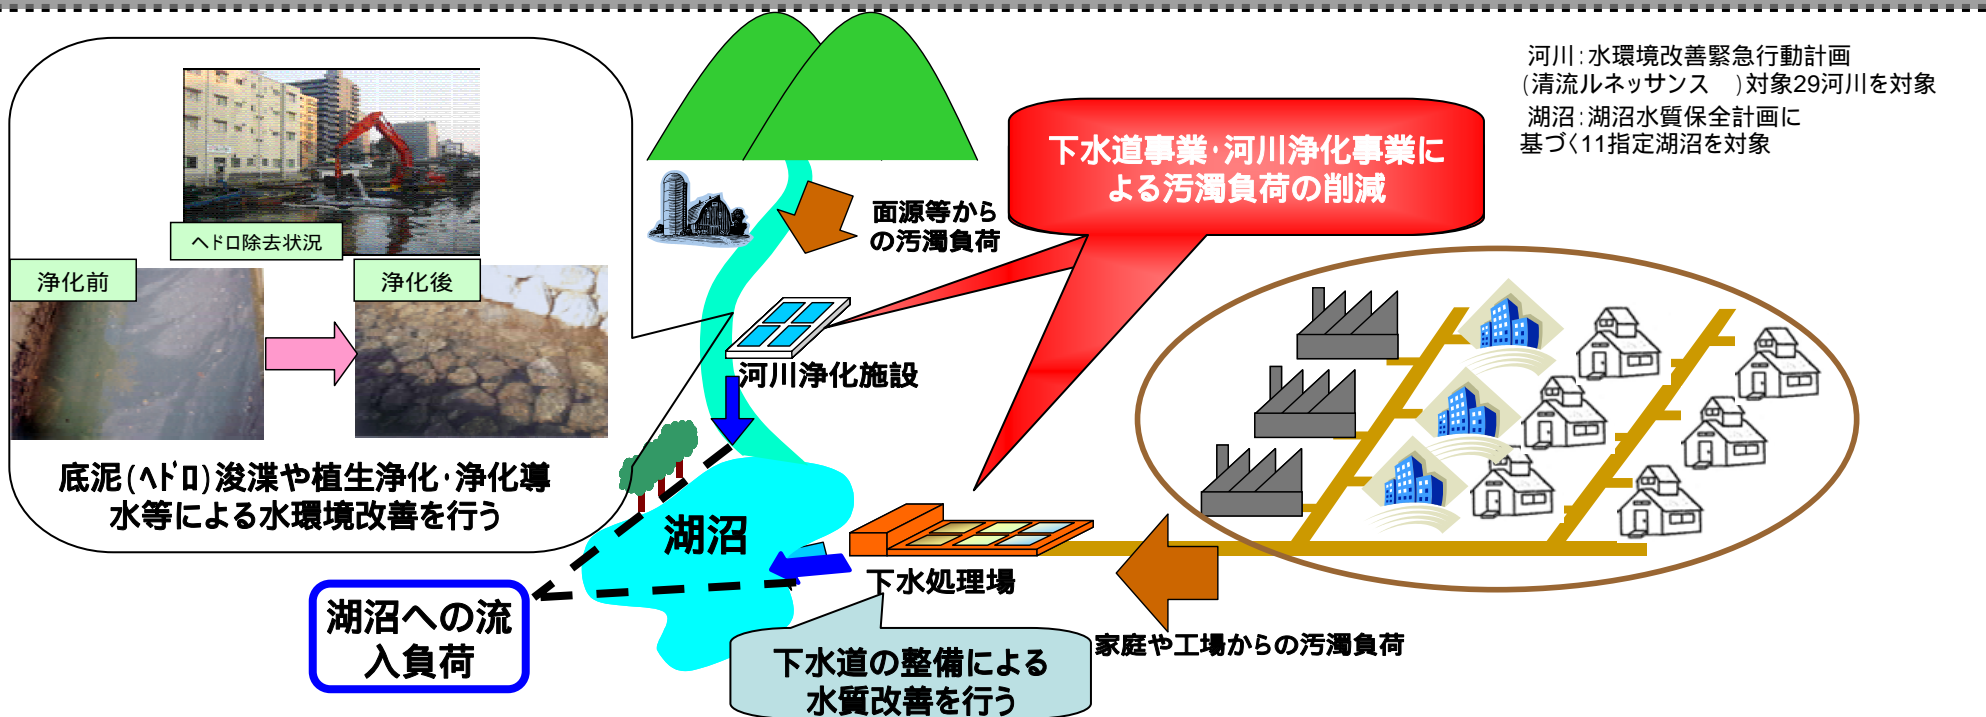 河川:水環境改善緊急行動計画
(清流ルネッサンス　)対象29河川を対象
湖沼:湖沼水質保全計画に
基づく11指定湖沼を対象
下水道事業・河川浄化事業に
よる汚濁負荷の削減
面源等から
の汚濁負荷
ヘドロ除去状況
浄化前
浄化後
河川浄化施設
底泥(ヘドロ)浚渫や植生浄化・浄化導
水等による水環境改善を行う
湖沼
下水処理場
湖沼への流
入負荷
家庭や工場からの汚濁負荷
下水道の整備による
水質改善を行う